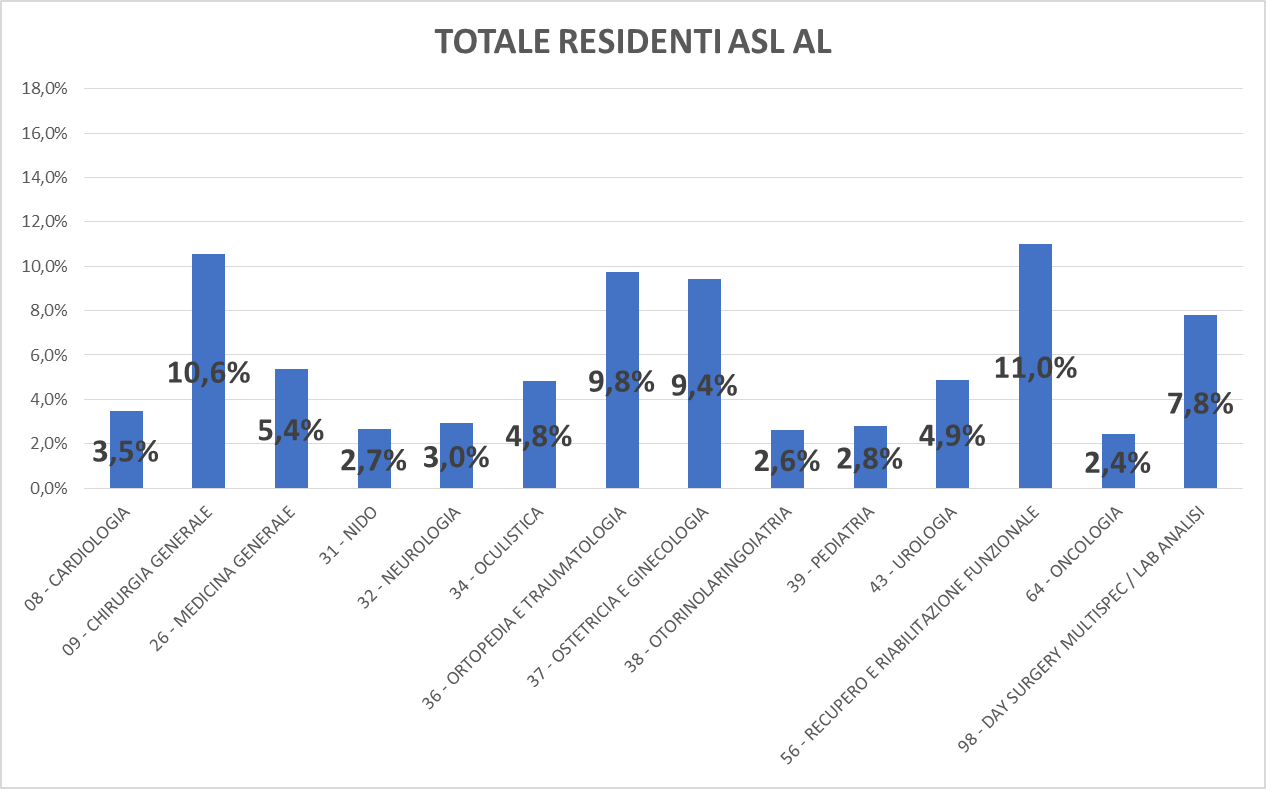 TOTALE RESIDENTI ASL AL
18,0%
16,0%
14,0%
12,0%
10,0%
8,0%
6,0%
4,0%
2,0%
0,0%
3,5%
10,6%
5,4%
2,7%
3,0%
4,8%
9,8%
9,4%
2,6%
2,8%
4,9%
11,0%
2,4%
7,8%
08 - CARDIOLOGIA
09 - CHIRURGIA GENERALE
26 - MEDICINA GENERALE
31 - NIDO
32 - NEUROLOGIA
34 - OCULISTICA
36 - ORTOPEDIA E TRAUMATOLOGIA
37 - OSTETRICIA E GINECOLOGIA
38 - OTORINOLARINGOIATRIA
39 - PEDIATRIA
43 - UROLOGIA
56 - RECUPERO E RIABILITAZIONE FUNZIONALE
64 - ONCOLOGIA
98 - DAY SURGERY MULTISPEC / LAB ANALISI